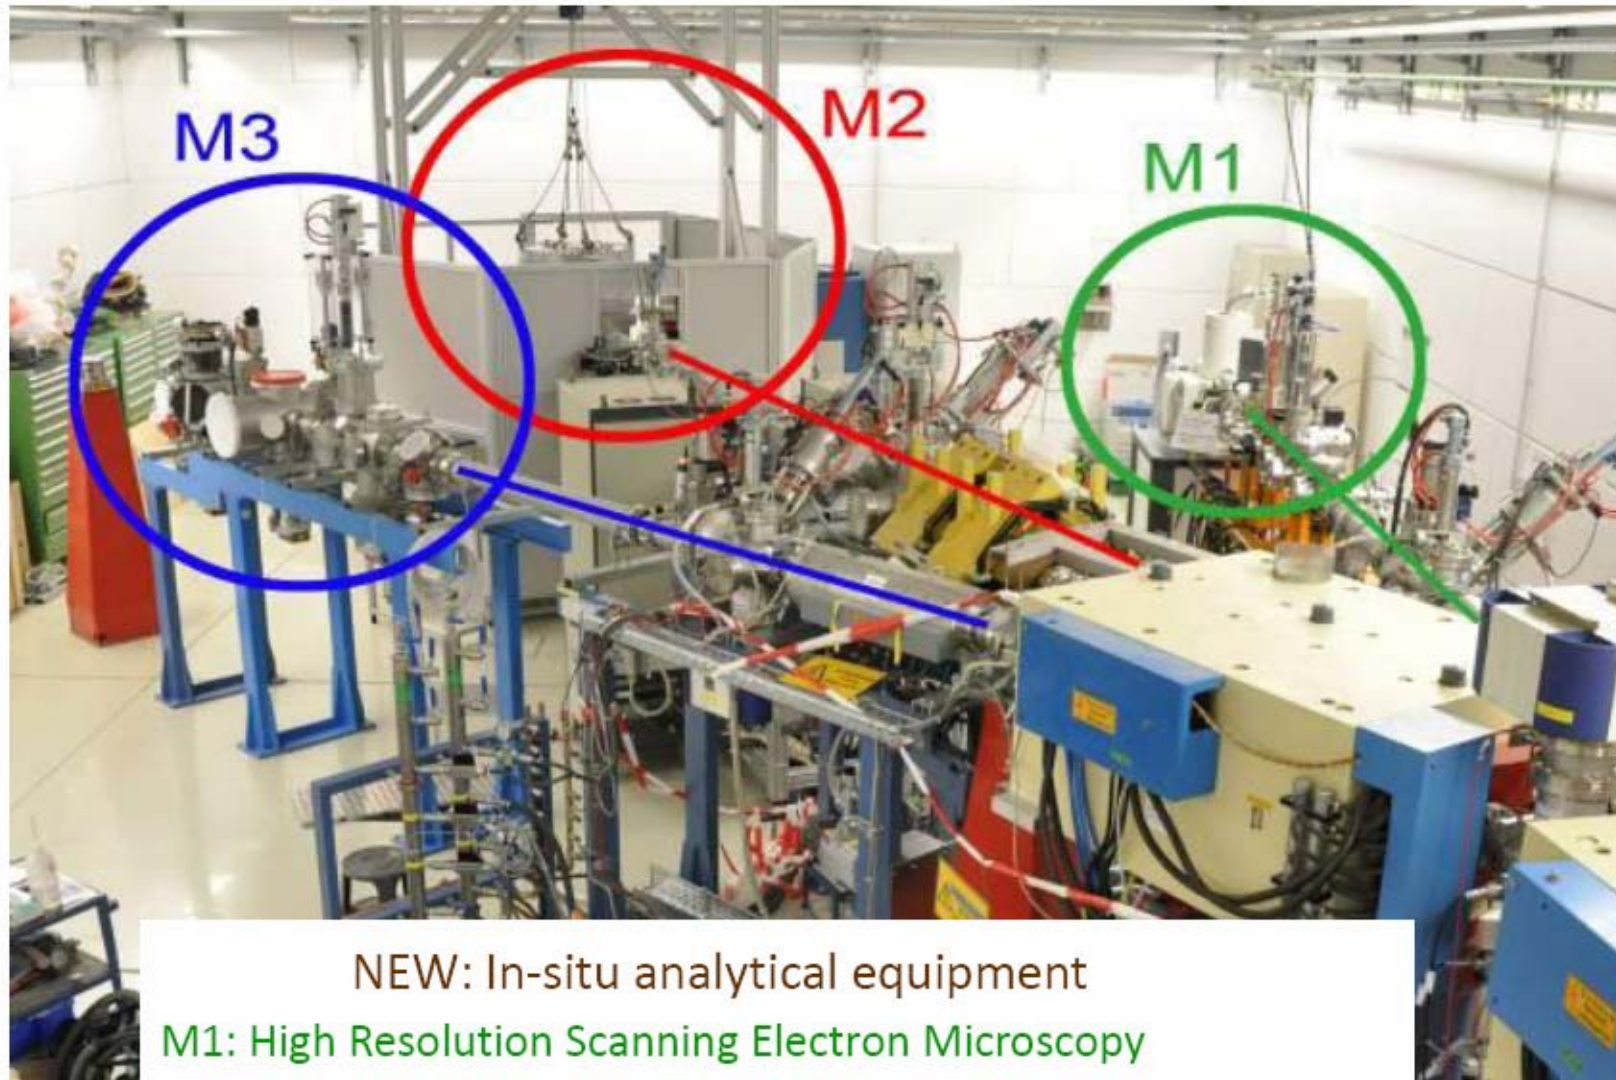 M3
M2
M1
NEW: In-situ analytical equipment
M1: High Resolution Scanning Electron Microscopy